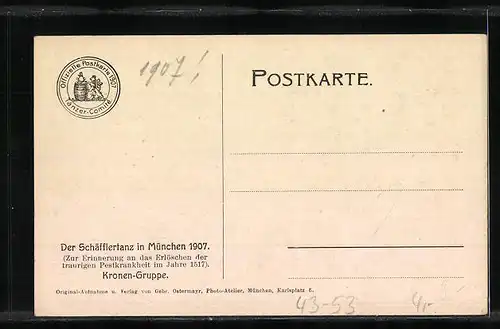 Offizielle Postkarte 1907
Tänzer-Comité
1907!
POSTKARTE.
Der Schäfflertanz in München 1907.
(Zur Erinnerung an das Erlöschen der
traurigen Pestkrankheit im Jahre 1517).
Kronen-Gruppe.
Original-Aufnahme u. Verlag von Gebr. Ostermayr, Photo-Atelier, München, Karlsplatz 6.
43-53